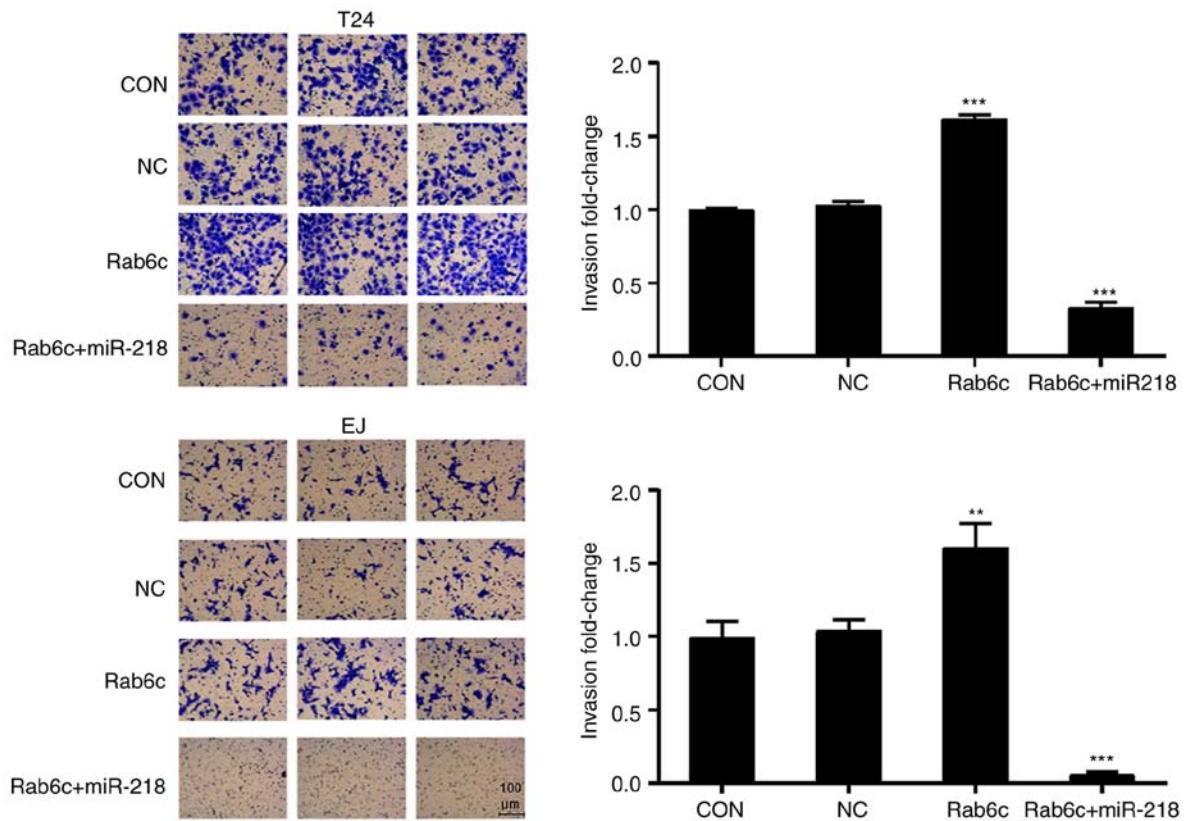 T24
CON
NC
Rab6c
Rab6c+miR-218
2.0
1.5
1.0
0.5
0.0
Invasion fold-change
***
***
CON NC Rab6c Rab6c+miR218
EJ
CON
NC
Rab6c
Rab6c+miR-218
100
µm
2.0
1.5
1.0
0.5
0.0
Invasion fold-change
**
***
CON NC Rab6c Rab6c+miR-218